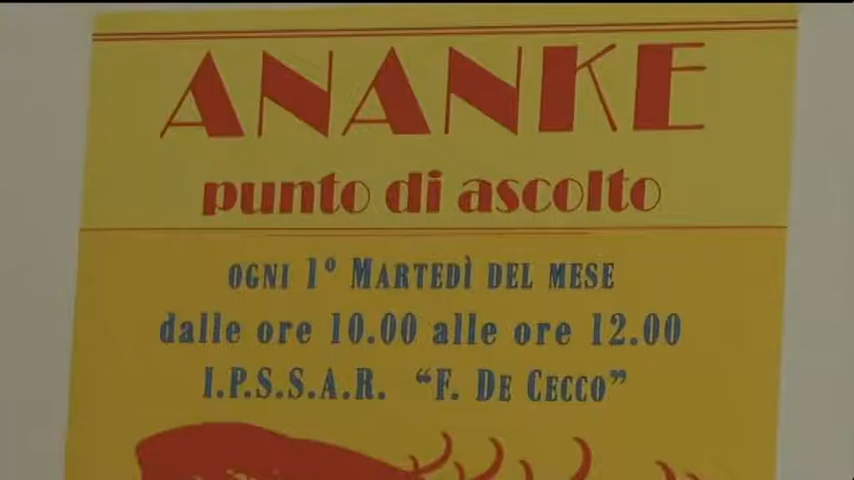 ANANKE
punto di ascolto
OGNI 1° MARTEDÌ DEL MESE
dalle ore 10.00 alle ore 12.00
I.P.S.S.A.R. “F. DE CECCO”